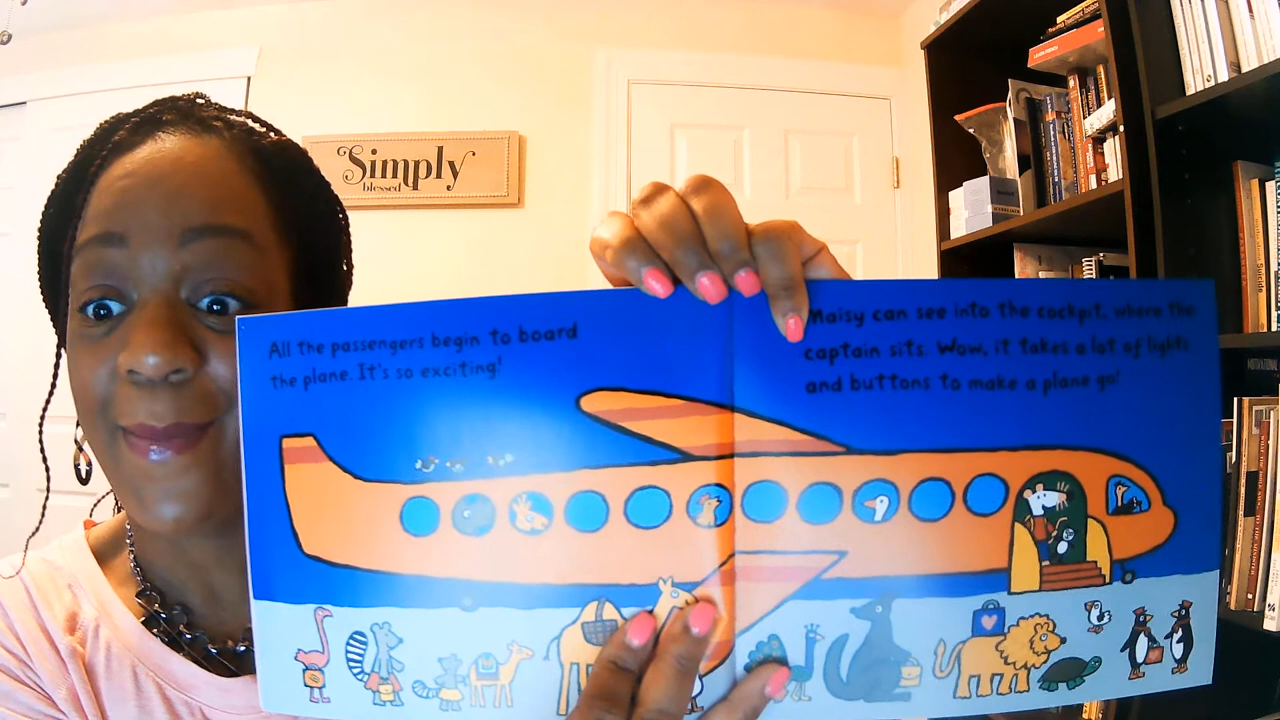 Simply
blessed
All the passengers begin to board
the plane. It's so exciting!
Maisy can see into the cockpit, where the
captain sits. Wow, it takes a lot of lights
and buttons to make a plane go!